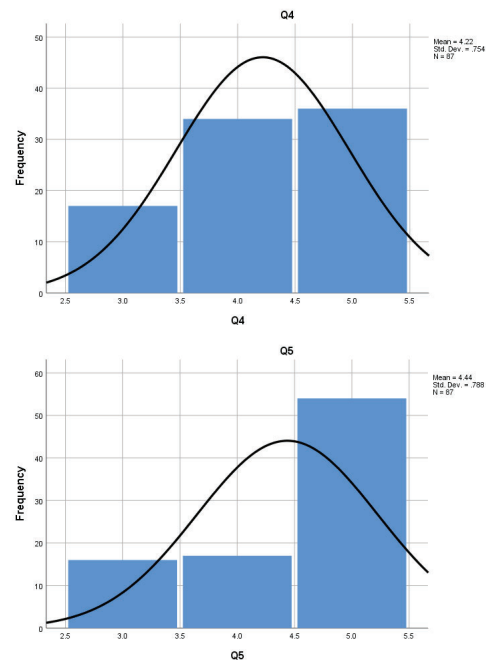 Q4
Mean = 4.22
Std. Dev. = .754
N = 87
50
40
30
20
10
0
Frequency
2.5 3.0 3.5 4.0 4.5 5.0 5.5
Q4
Q5
Mean = 4.44
Std. Dev. = .788
N = 87
60
50
40
30
20
10
0
Frequency
2.5 3.0 3.5 4.0 4.5 5.0 5.5
Q5